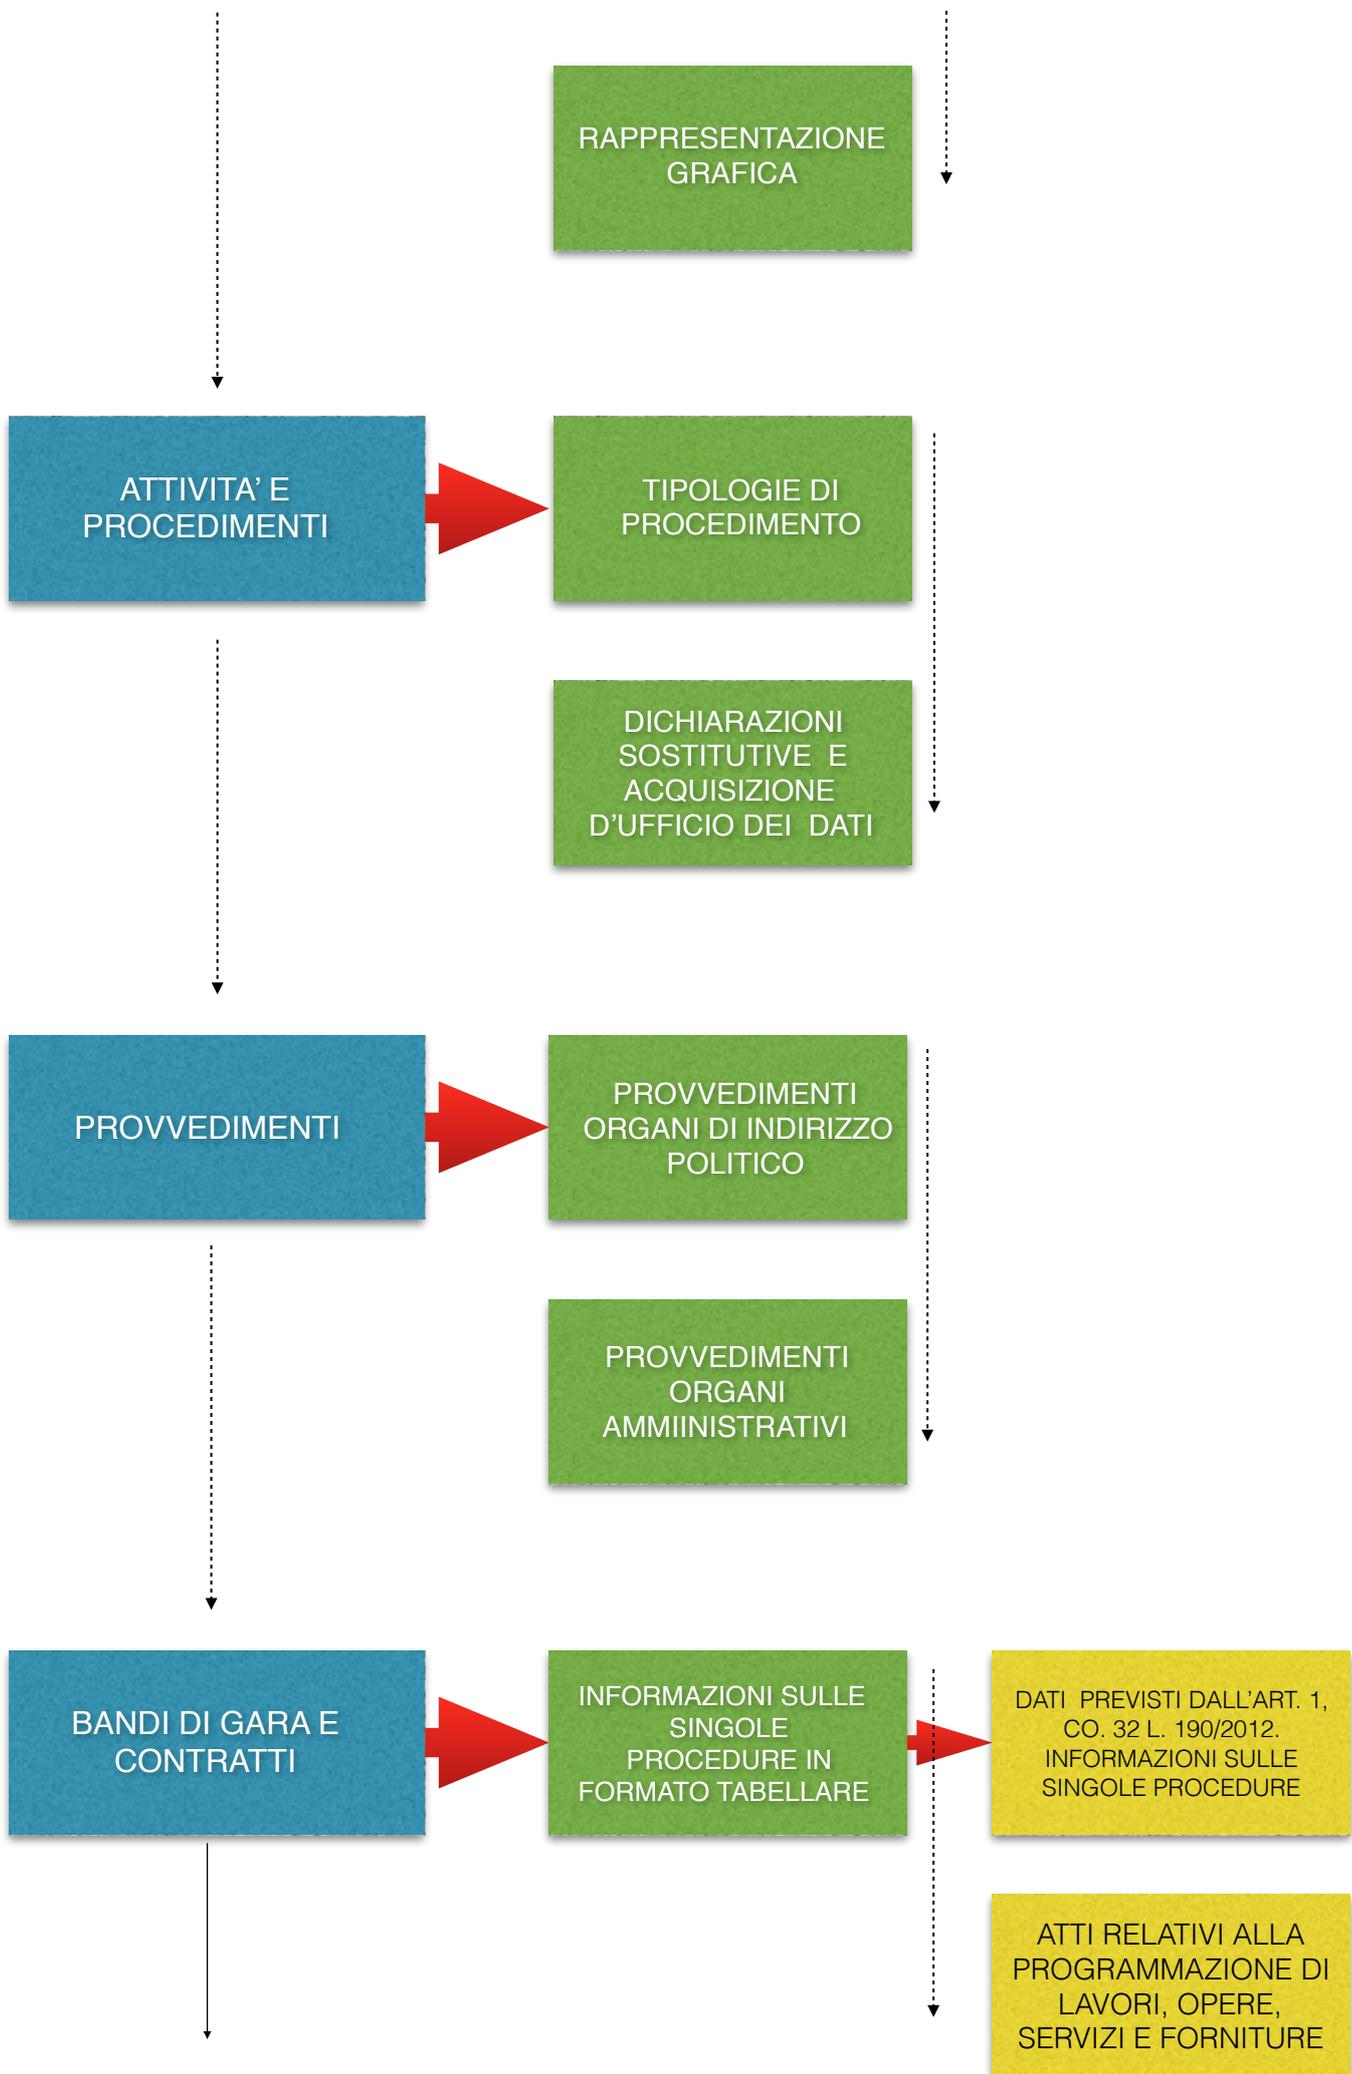 RAPPRESENTAZIONE
GRAFICA
ATTIVITA’ E
PROCEDIMENTI
TIPOLOGIE DI
PROCEDIMENTO
DICHIARAZIONI
SOSTITUTIVE E
ACQUISIZIONE
D’UFFICIO DEI DATI
PROVVEDIMENTI
PROVVEDIMENTI
ORGANI DI INDIRIZZO
POLITICO
PROVVEDIMENTI
ORGANI
AMMIINISTRATIVI
BANDI DI GARA E
CONTRATTI
INFORMAZIONI SULLE
SINGOLE
PROCEDURE IN
FORMATO TABELLARE
DATI PREVISTI DALL’ART. 1,
CO. 32 L. 190/2012.
INFORMAZIONI SULLE
SINGOLE PROCEDURE
ATTI RELATIVI ALLA
PROGRAMMAZIONE DI
LAVORI, OPERE,
SERVIZI E FORNITURE